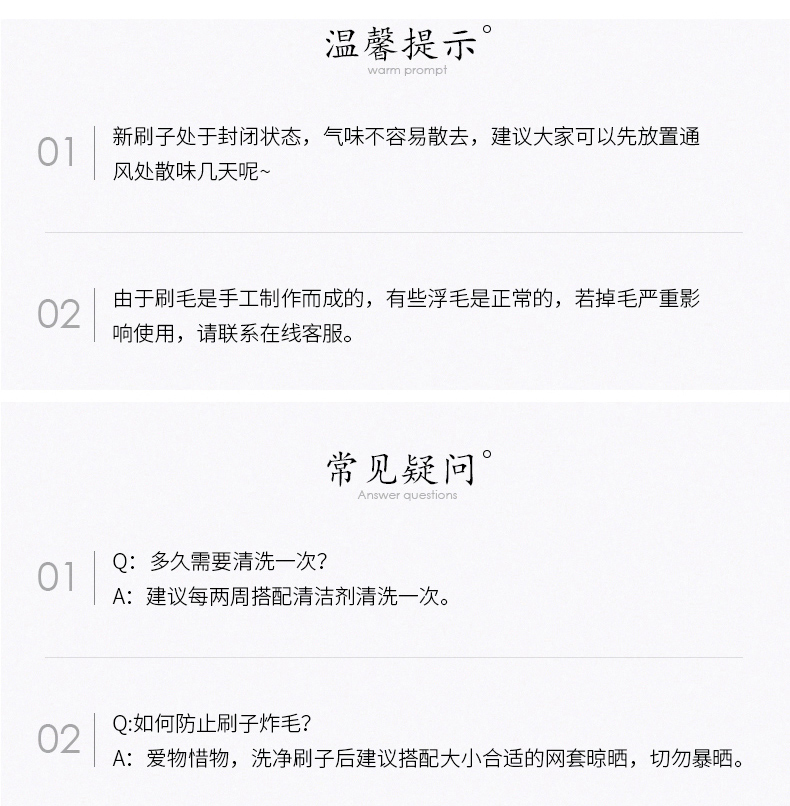 温馨提示
warm prompt
01
新刷子处于封闭状态，气味不容易散去，建议大家可以先放置通
风处散味几天呢~
02
由于刷毛是手工制作而成的，有些浮毛是正常的，若掉毛严重影
响使用，请联系在线客服。
常见疑问
Answer questions
01
Q：多久需要清洗一次?
A：建议每两周搭配清洁剂清洗一次。
02
Q:如何防止刷子炸毛?
A：爱物惜物，洗净刷子后建议搭配大小合适的网套晾晒，切勿暴晒。